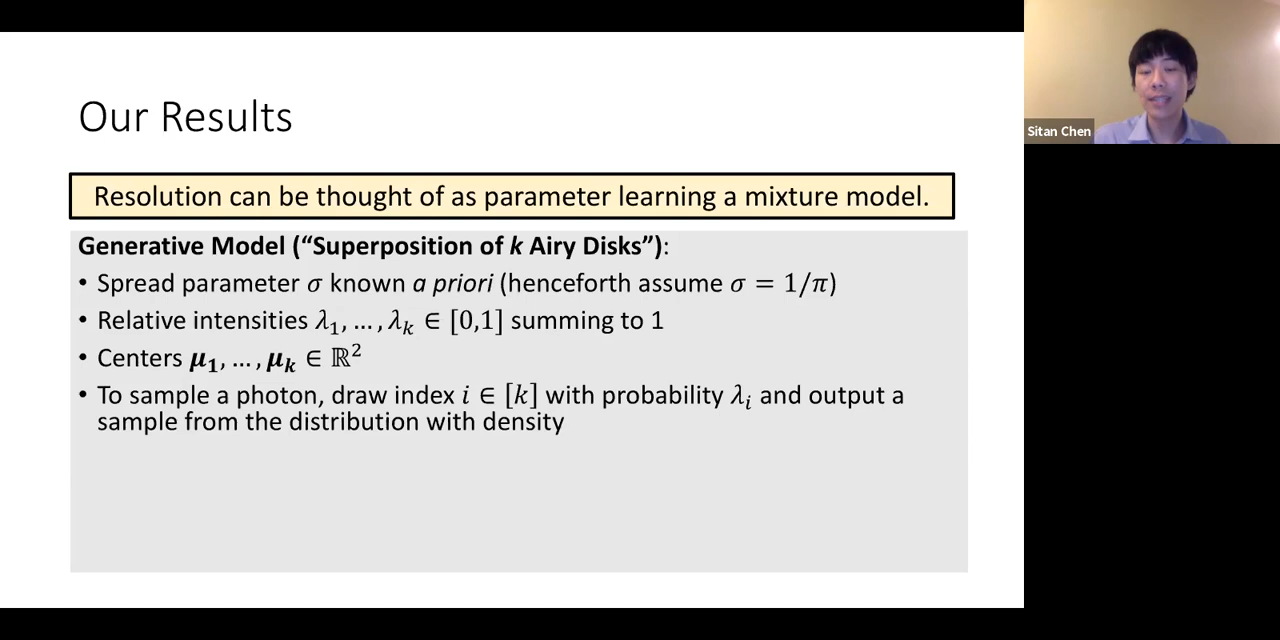 Our Results
Resolution can be thought of as parameter learning a mixture model.
Generative Model (“Superposition of k Airy Disks”):
• Spread parameter σ known a priori (henceforth assume σ = 1/π)
• Relative intensities λ₁, …, λₖ ∈ [0,1] summing to 1
• Centers μ₁, …, μₖ ∈ ℝ²
• To sample a photon, draw index i ∈ [k] with probability λᵢ and output a
sample from the distribution with density
Sitan Chen